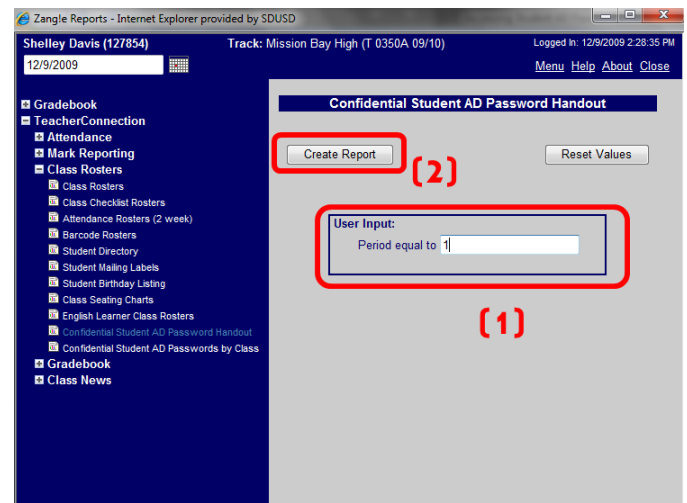 Zangle Reports - Internet Explorer provided by SDUSD
Shelley Davis (127854) Track: Mission Bay High (T 0350A 09/10) Logged In: 12/9/2009 2:28:35 PM
12/9/2009 Menu Help About Close
Gradebook
TeacherConnection
Attendance
Mark Reporting
Class Rosters
Class Rosters
Class Checklist Rosters
Attendance Rosters (2 week)
Barcode Rosters
Student Directory
Student Mailing Labels
Student Birthday Listing
Class Seating Charts
English Learner Class Rosters
Confidential Student AD Password Handout
Confidential Student AD Passwords by Class
Gradebook
Class News
Confidential Student AD Password Handout
Create Report Reset Values
(2)
User Input:
Period equal to 1
(1)